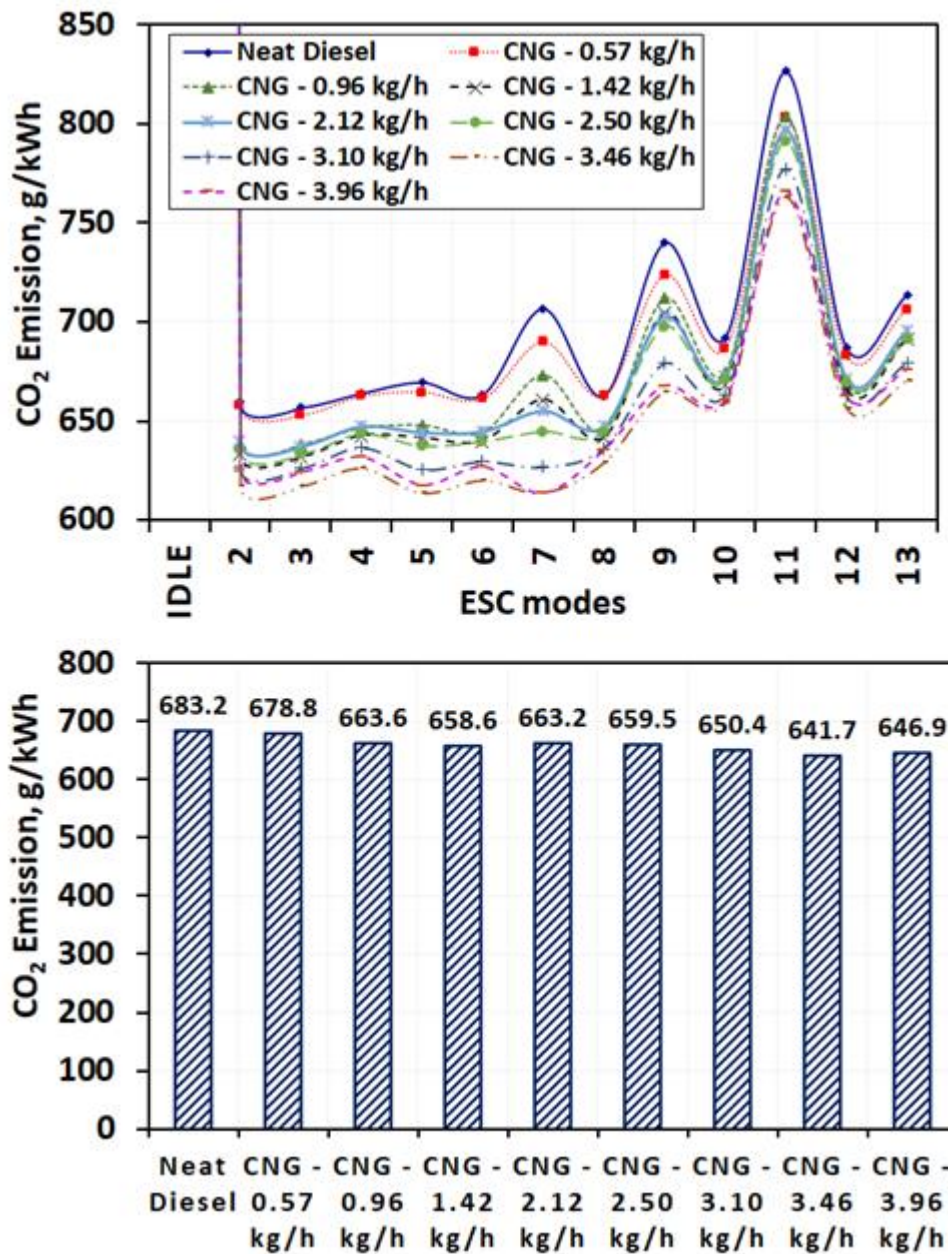 850
800
750
700
650
600
CO₂ Emission, g/kWh
Neat Diesel
CNG - 0.57 kg/h
CNG - 0.96 kg/h
CNG - 1.42 kg/h
CNG - 2.12 kg/h
CNG - 2.50 kg/h
CNG - 3.10 kg/h
CNG - 3.46 kg/h
CNG - 3.96 kg/h
IDLE
2
3
4
5
6
7
8
9
10
11
12
13
ESC modes
800
700
600
500
400
300
200
100
0
CO₂ Emission, g/kWh
683.2
678.8
663.6
658.6
663.2
659.5
650.4
641.7
646.9
Neat
Diesel
CNG -
0.57
kg/h
CNG -
0.96
kg/h
CNG -
1.42
kg/h
CNG -
2.12
kg/h
CNG -
2.50
kg/h
CNG -
3.10
kg/h
CNG -
3.46
kg/h
CNG -
3.96
kg/h